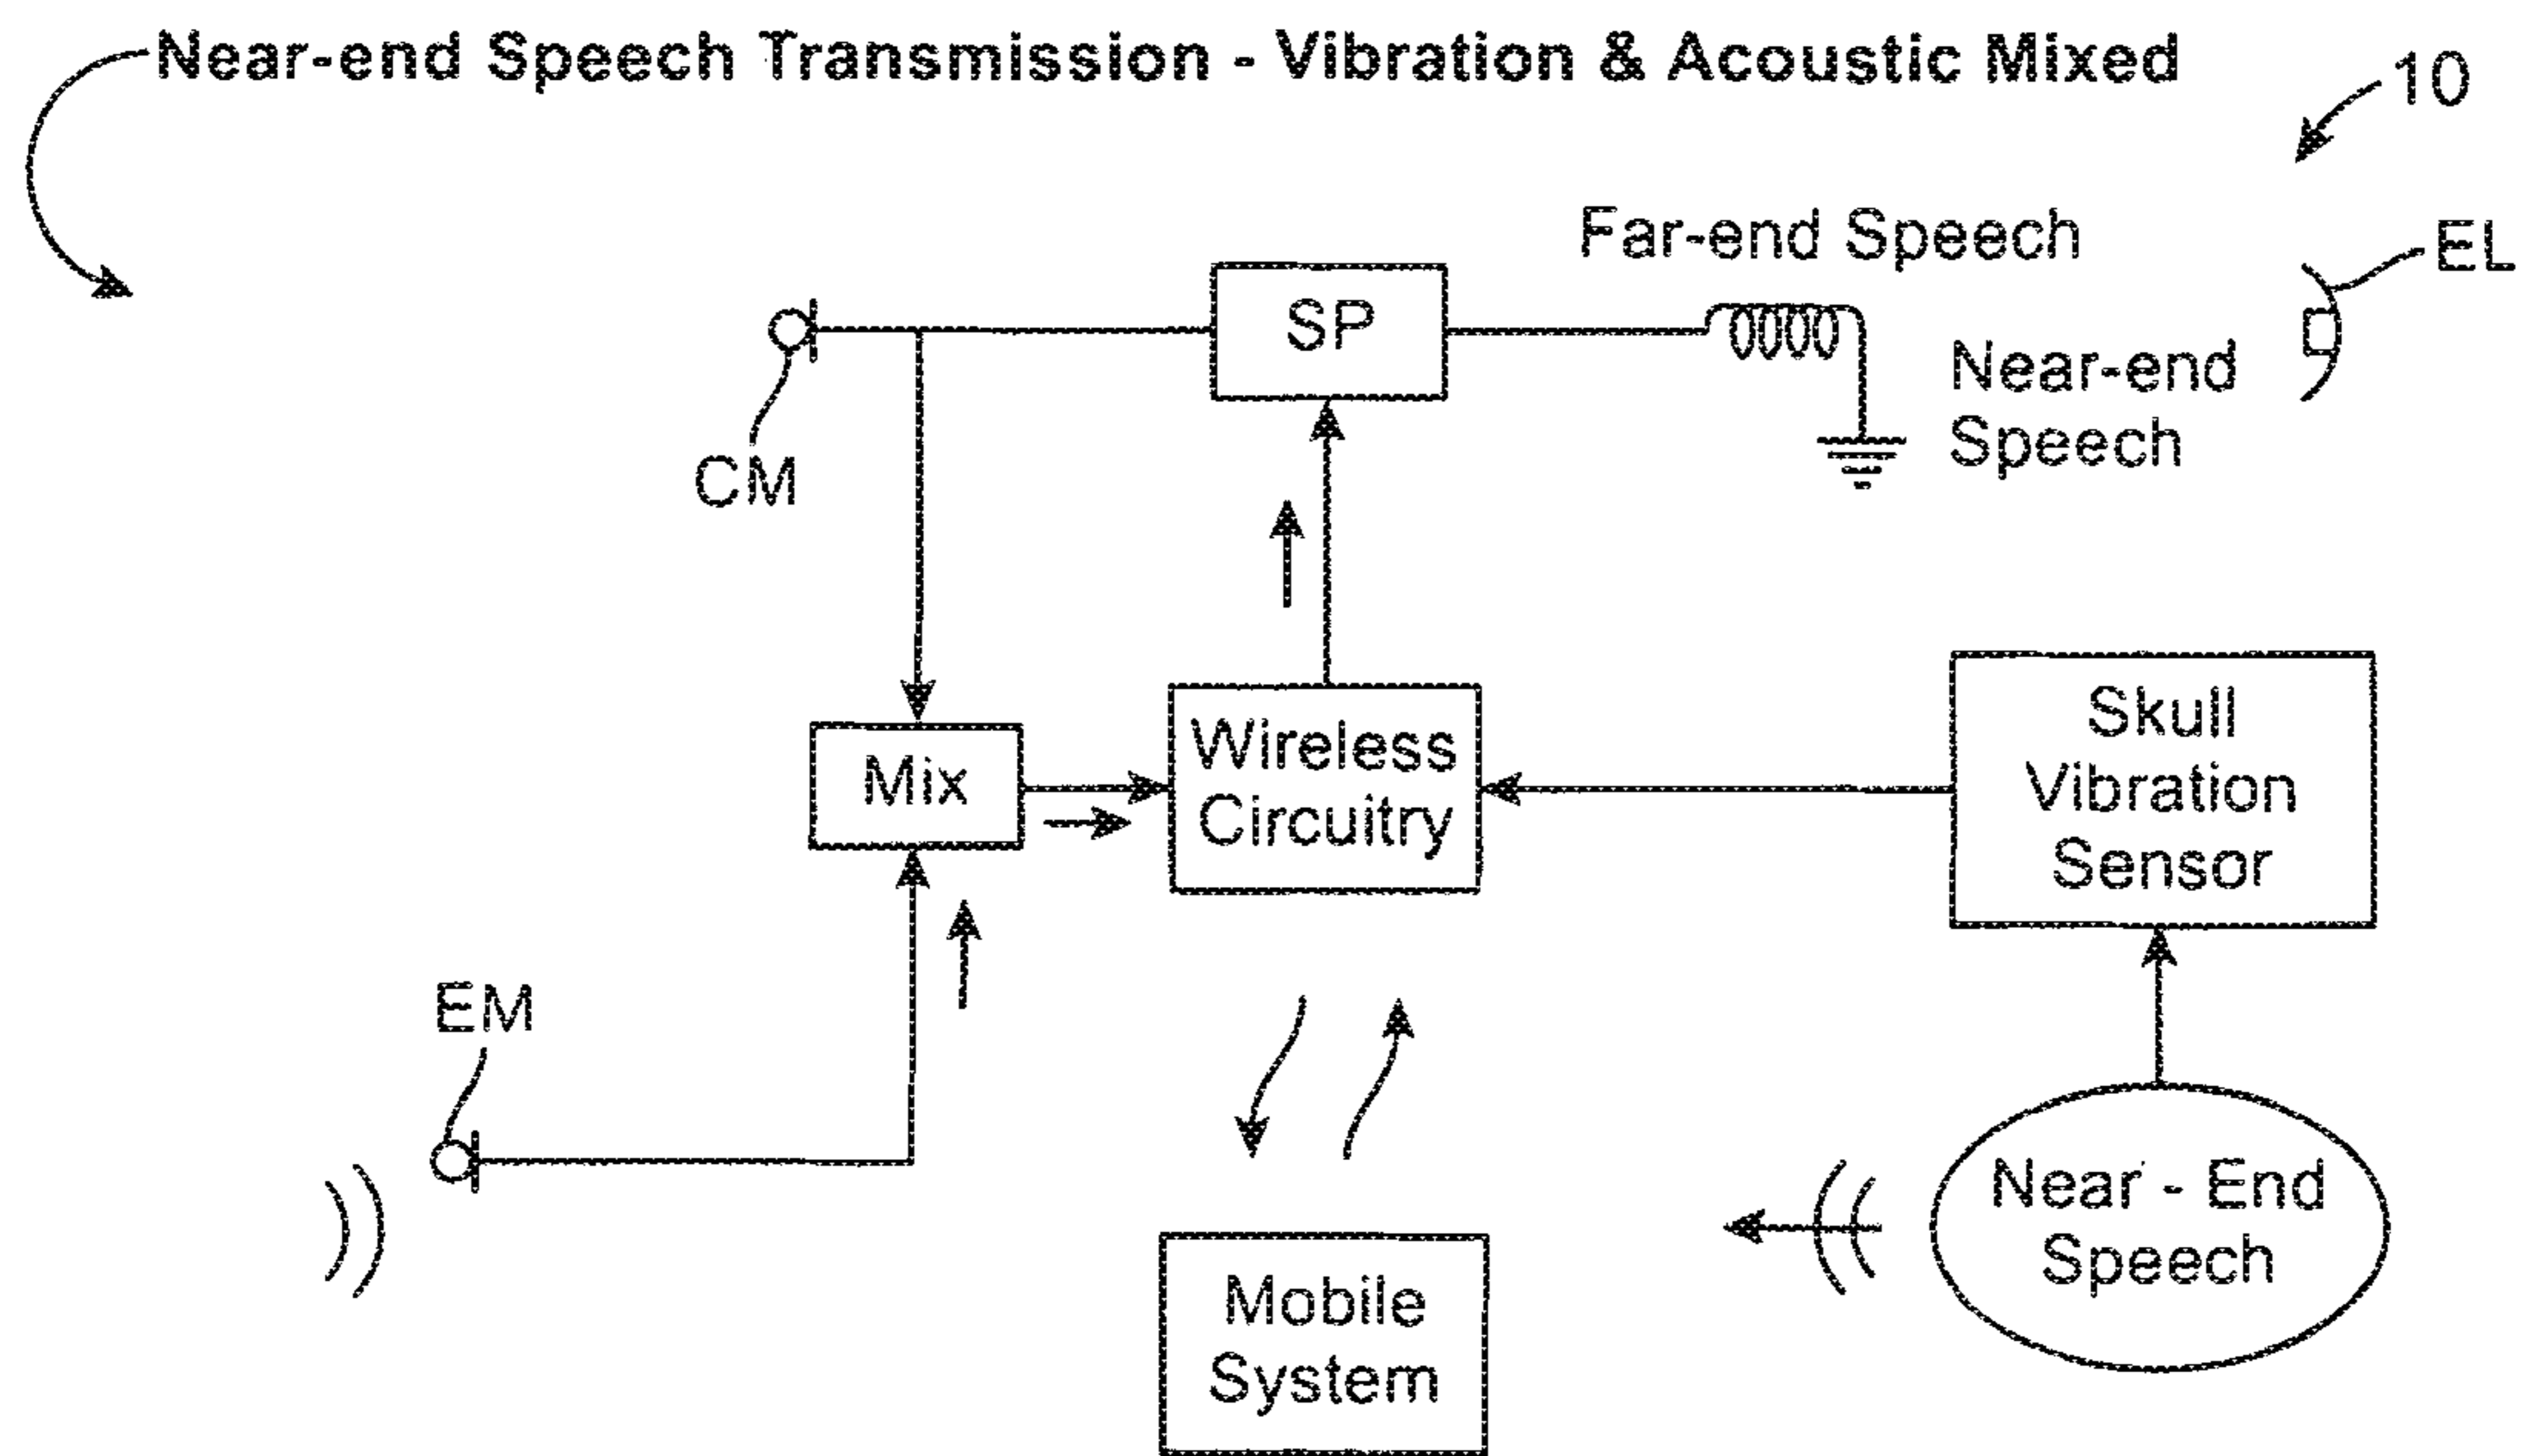 Near-end Speech Transmission - Vibration & Acoustic Mixed
10
Far-end Speech
EL
SP
Near-end
Speech
CM
Skull
Vibration
Sensor
Wireless
Circuitry
Mix
EM
Near - End
Speech
Mobile
System